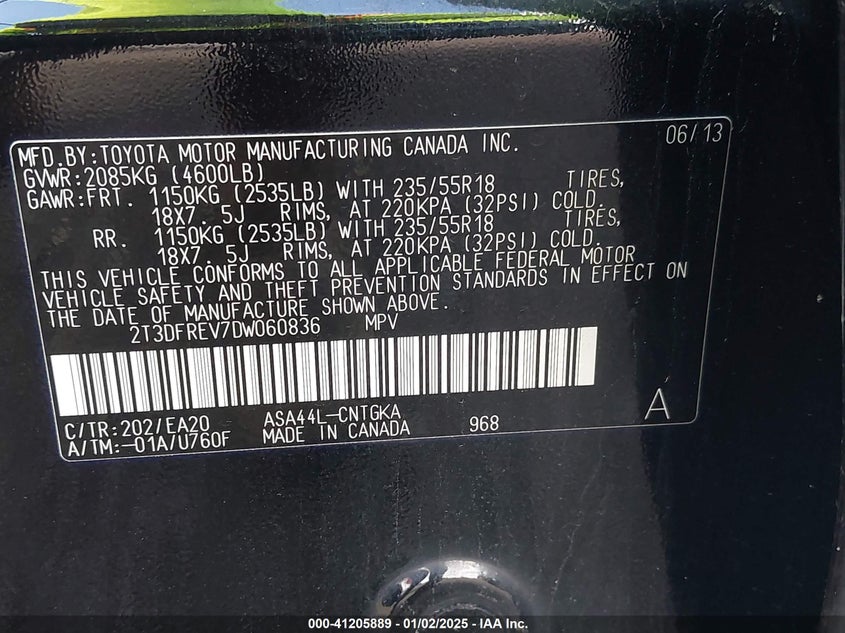 06/13
MFD.BY:TOYOTA MOTOR MANUFACTURING CANADA INC.
GVWR:2085KG (4600LB)
GAWR:FRT. 1150KG (2535LB) WITH 235/55R18 TIRES,
18X7. 5J RIMS, AT 220KPA (32PSI) COLD.
RR. 1150KG (2535LB) WITH 235/55R18 TIRES,
18X7. 5J RIMS, AT 220KPA (32PSI) COLD.
THIS VEHICLE CONFORMS TO ALL APPLICABLE FEDERAL MOTOR
VEHICLE SAFETY AND THEFT PREVENTION STANDARDS IN EFFECT ON
THE DATE OF MANUFACTURE SHOWN ABOVE.
2T3DFREV7DW060836 MPV
C/TR:202/EA20 ASA44L-CNTGKA
A/TM:-01A/U760F MADE IN CANADA 968 A
000-41205889 - 01/02/2025 - IAA Inc.